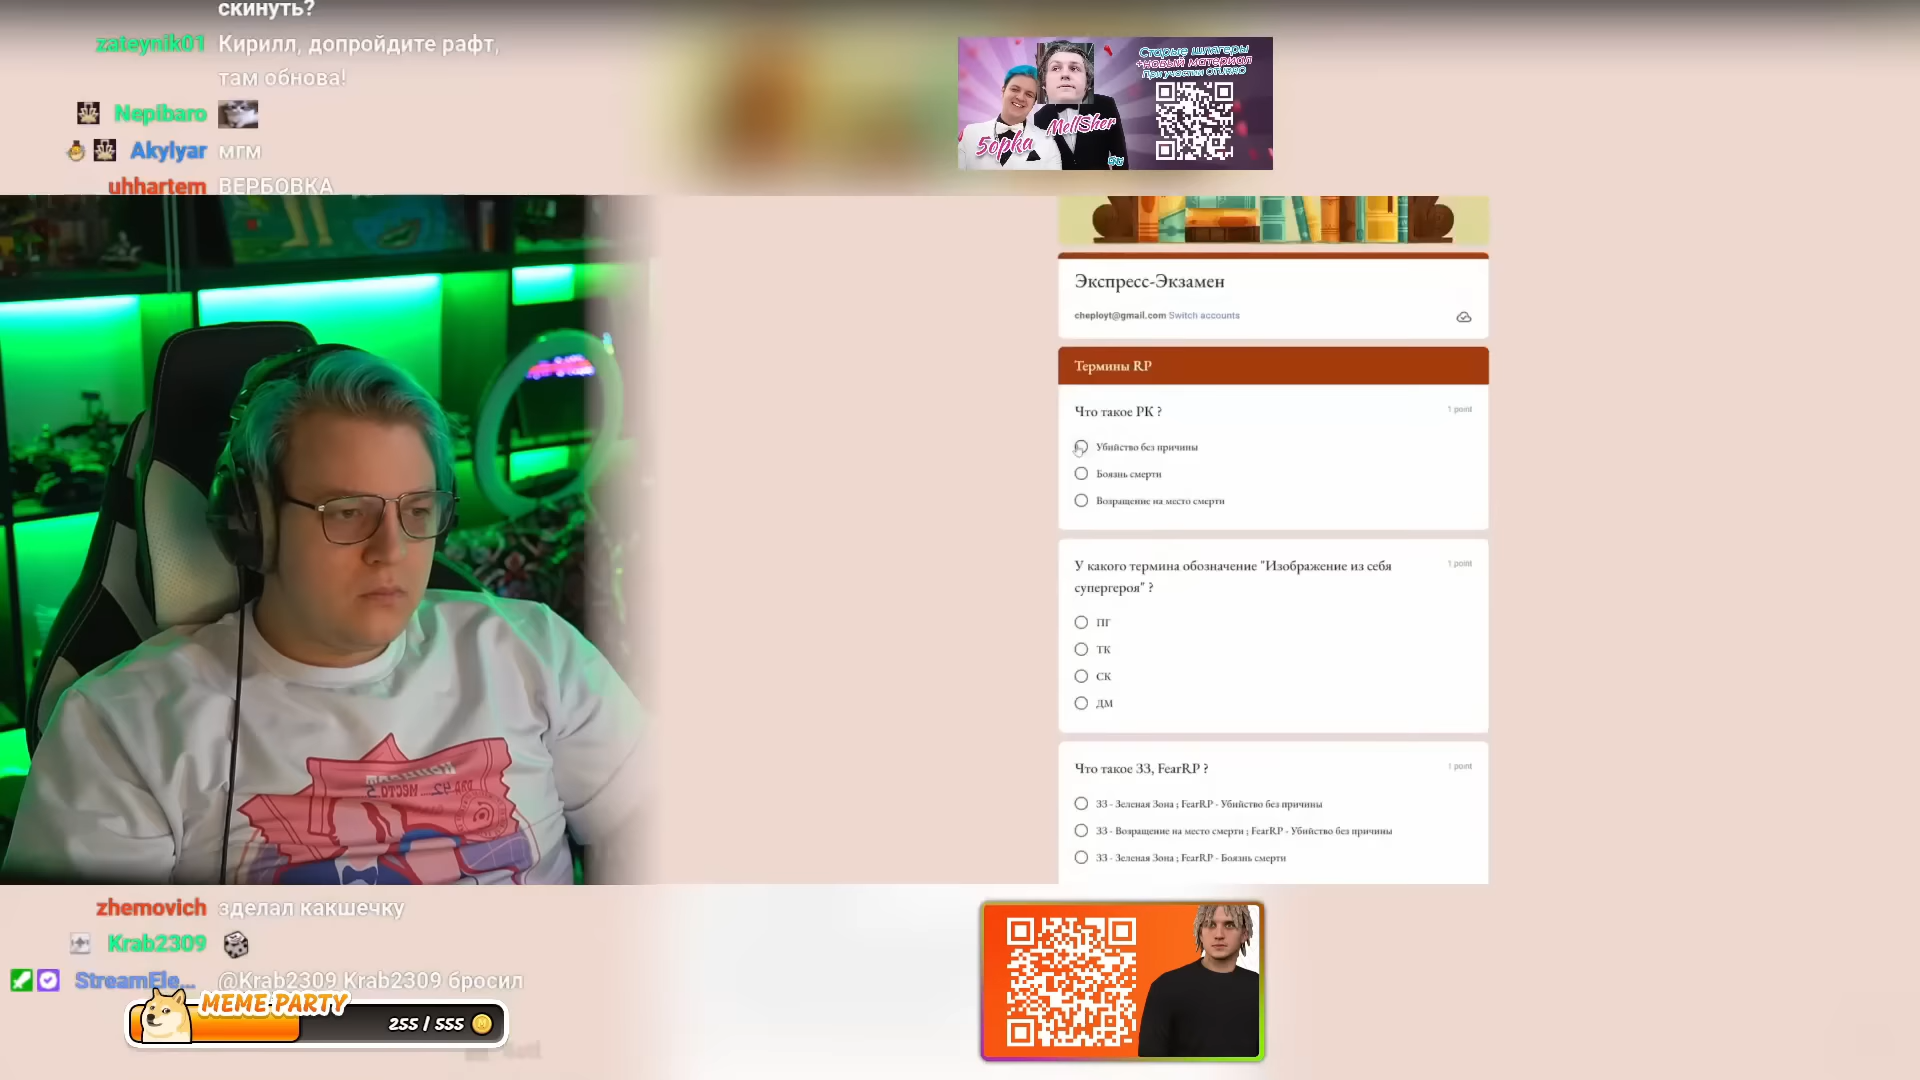 скинуть?
zateynik01 Кирилл, допройдите рафт,
там обнова!
Nepibaro
Akylyar мгм
uhhartem ВЕРБОВКА
Старые шлягеры
+новый материал
При участии
5opka
MellSher
Экспресс-Экзамен
cheployt@gmail.com Switch accounts
Термины RP
Что такое РК ?
1 point
Убийство без причины
Боязнь смерти
Возращение на место смерти
У какого термина обозначение "Изображение из себя
супергероя" ?
1 point
ПГ
ТК
СК
ДМ
Что такое ЗЗ, FearRP ?
1 point
ЗЗ - Зеленая Зона ; FearRP - Убийство без причины
ЗЗ - Возращение на место смерти ; FearRP - Убийство без причины
ЗЗ - Зеленая Зона ; FearRP - Боязнь смерти
zhemovich зделал какшечку
Krab2309
StreamEle... @Krab2309 Krab2309 бросил
MEME PARTY
255 / 555